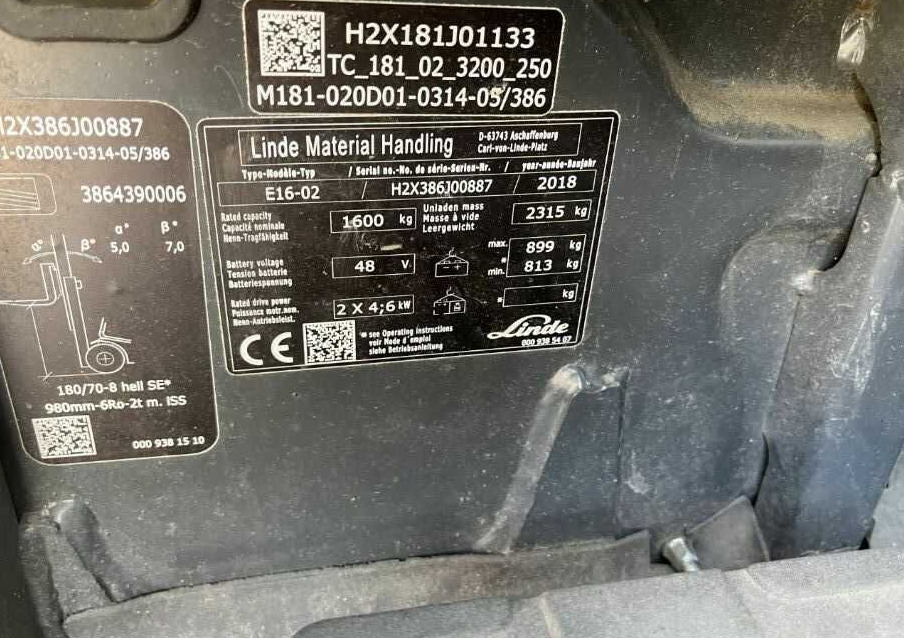 H2X181J01133
TC_181_02_3200_250
M181-020D01-0314-05/386
H2X386J00887
81-020D01-0314-05/386
3864390006
α° β°
5,0 7,0
α° β°
180/70-8 hell SE*
980mm-6Ro-2t m. ISS
000 938 15 10
Linde Material Handling
D-63743 Aschaffenburg
Carl-von-Linde-Platz
Type-Modèle-Typ / Serial no.-No. de série-Serien-Nr. / year-année-Baujahr
E16-02 / H2X386J00887 / 2018
Rated capacity
Capacité nominale
Nenn-Tragfähigkeit
1600 kg
Unladen mass
Masse à vide
Leergewicht
2315 kg
Battery voltage
Tension batterie
Batteriespannung
48 V
- +
max. 899 kg
*
min. 813 kg
Rated drive power
Puissance motr.nom.
Nenn-Antriebsleist.
2 X 4;6 kW
* kg
CE
* see Operating instructions
voir Mode d'emploi
siehe Betriebsanleitung
Linde
000 938 54 07